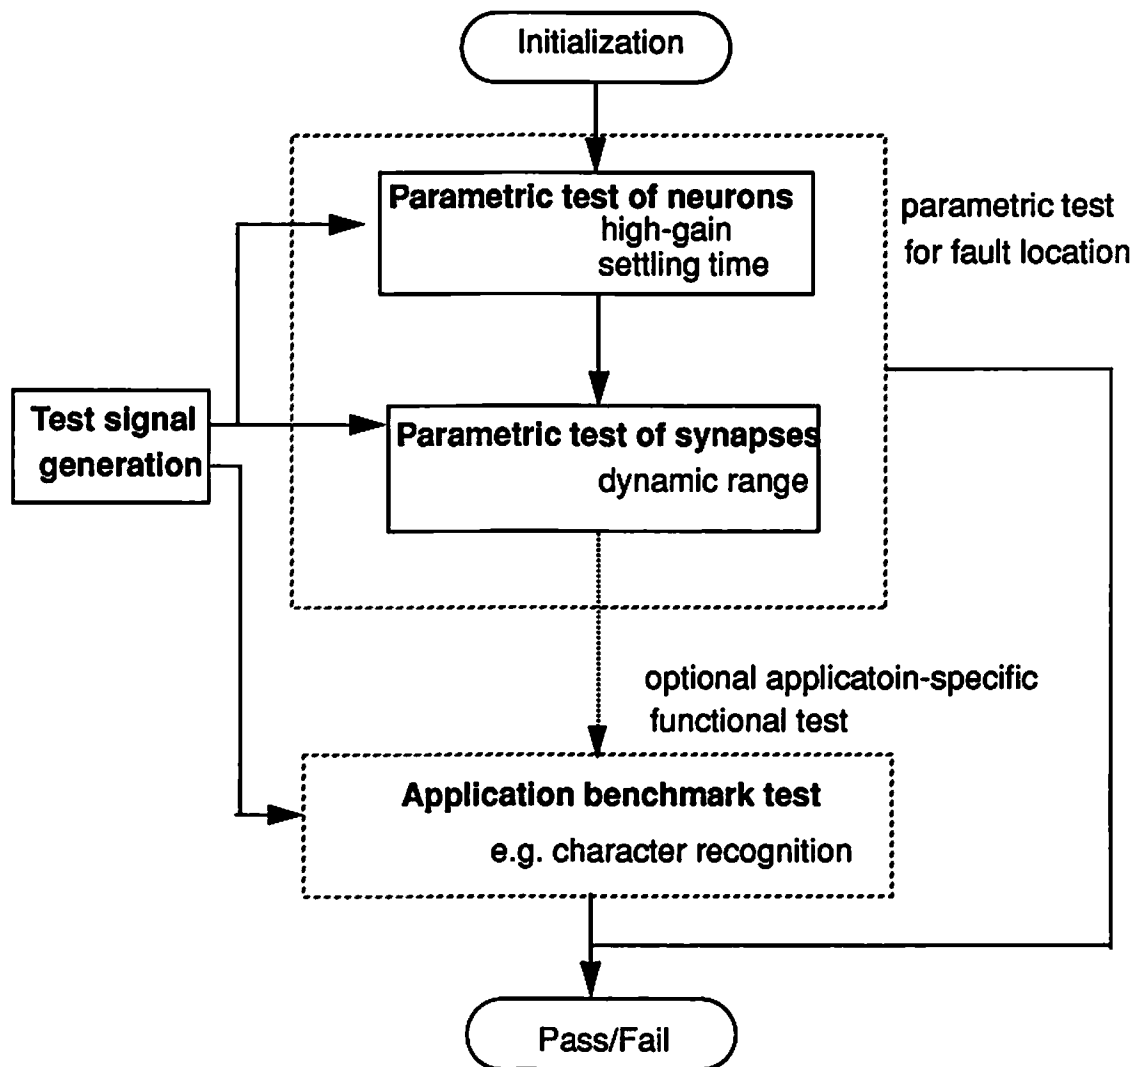 Initialization
Parametric test of neurons
high-gain
settling time
parametric test
for fault location
Test signal
generation
Parametric test of synapses
dynamic range
optional applicatoin-specific
functional test
Application benchmark test
e.g. character recognition
Pass/Fail